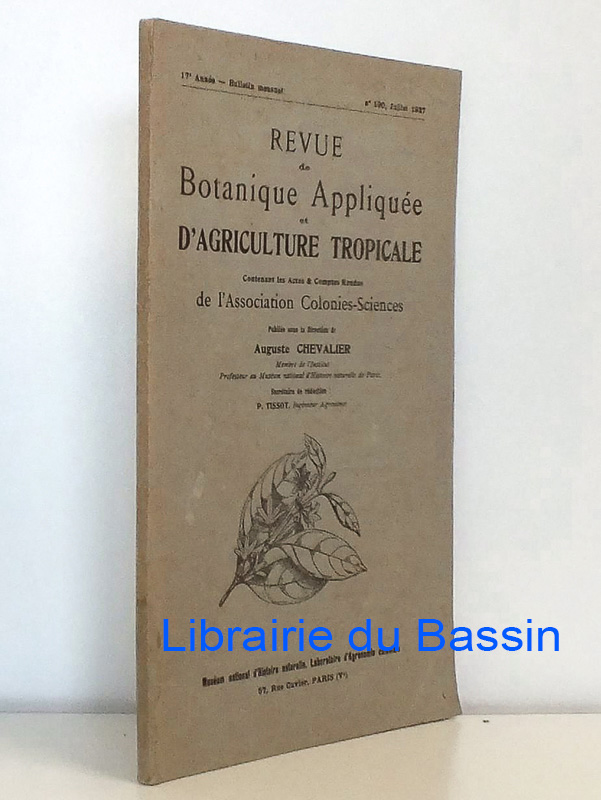 17e Année — Bulletin mensuel
n° 190, Juillet 1937
REVUE
de
Botanique Appliquée
et
D'AGRICULTURE TROPICALE
Contenant les Actes & Comptes Rendus
de l'Association Colonies-Sciences
Publiée sous la Direction de
Auguste CHEVALIER
Membre de l'Institut
Professeur au Muséum national d'Histoire naturelle de Paris.
Secrétaire de rédaction :
P. TISSOT, Ingénieur Agronome
Librairie du Bassin
Muséum national d'Histoire naturelle, Laboratoire d'Agronomie
57, Rue Cuvier, PARIS (Ve)